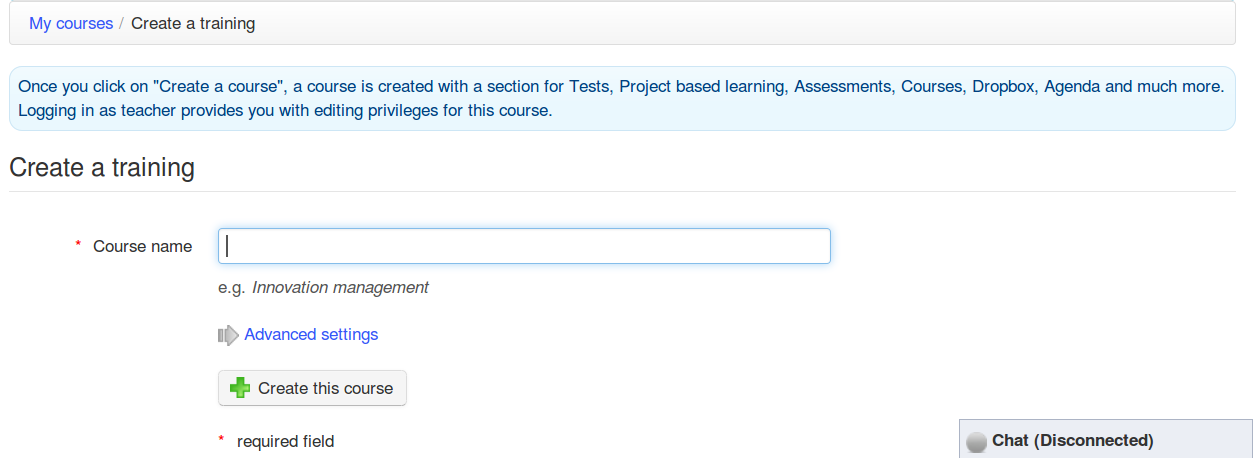 My courses / Create a training
Once you click on "Create a course", a course is created with a section for Tests, Project based learning, Assessments, Courses, Dropbox, Agenda and much more.
Logging in as teacher provides you with editing privileges for this course.
Create a training
* Course name
e.g. Innovation management
Advanced settings
Create this course
* required field
Chat (Disconnected)